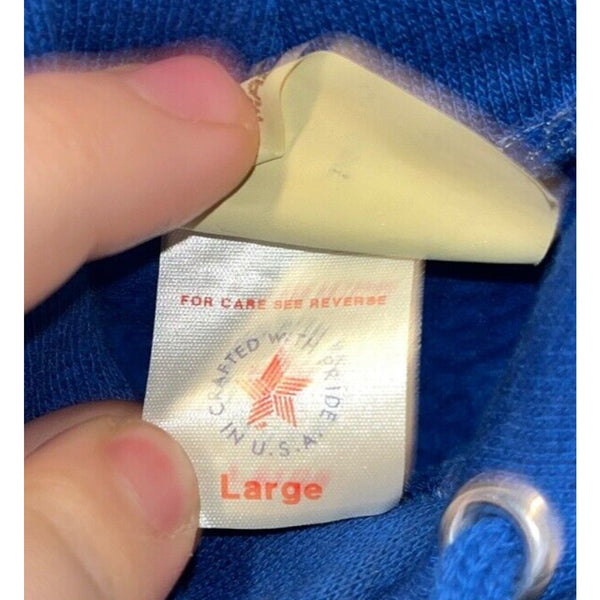 FOR CARE SEE REVERSE
CRAFTED WITH PRIDE
IN U.S.A.
Large